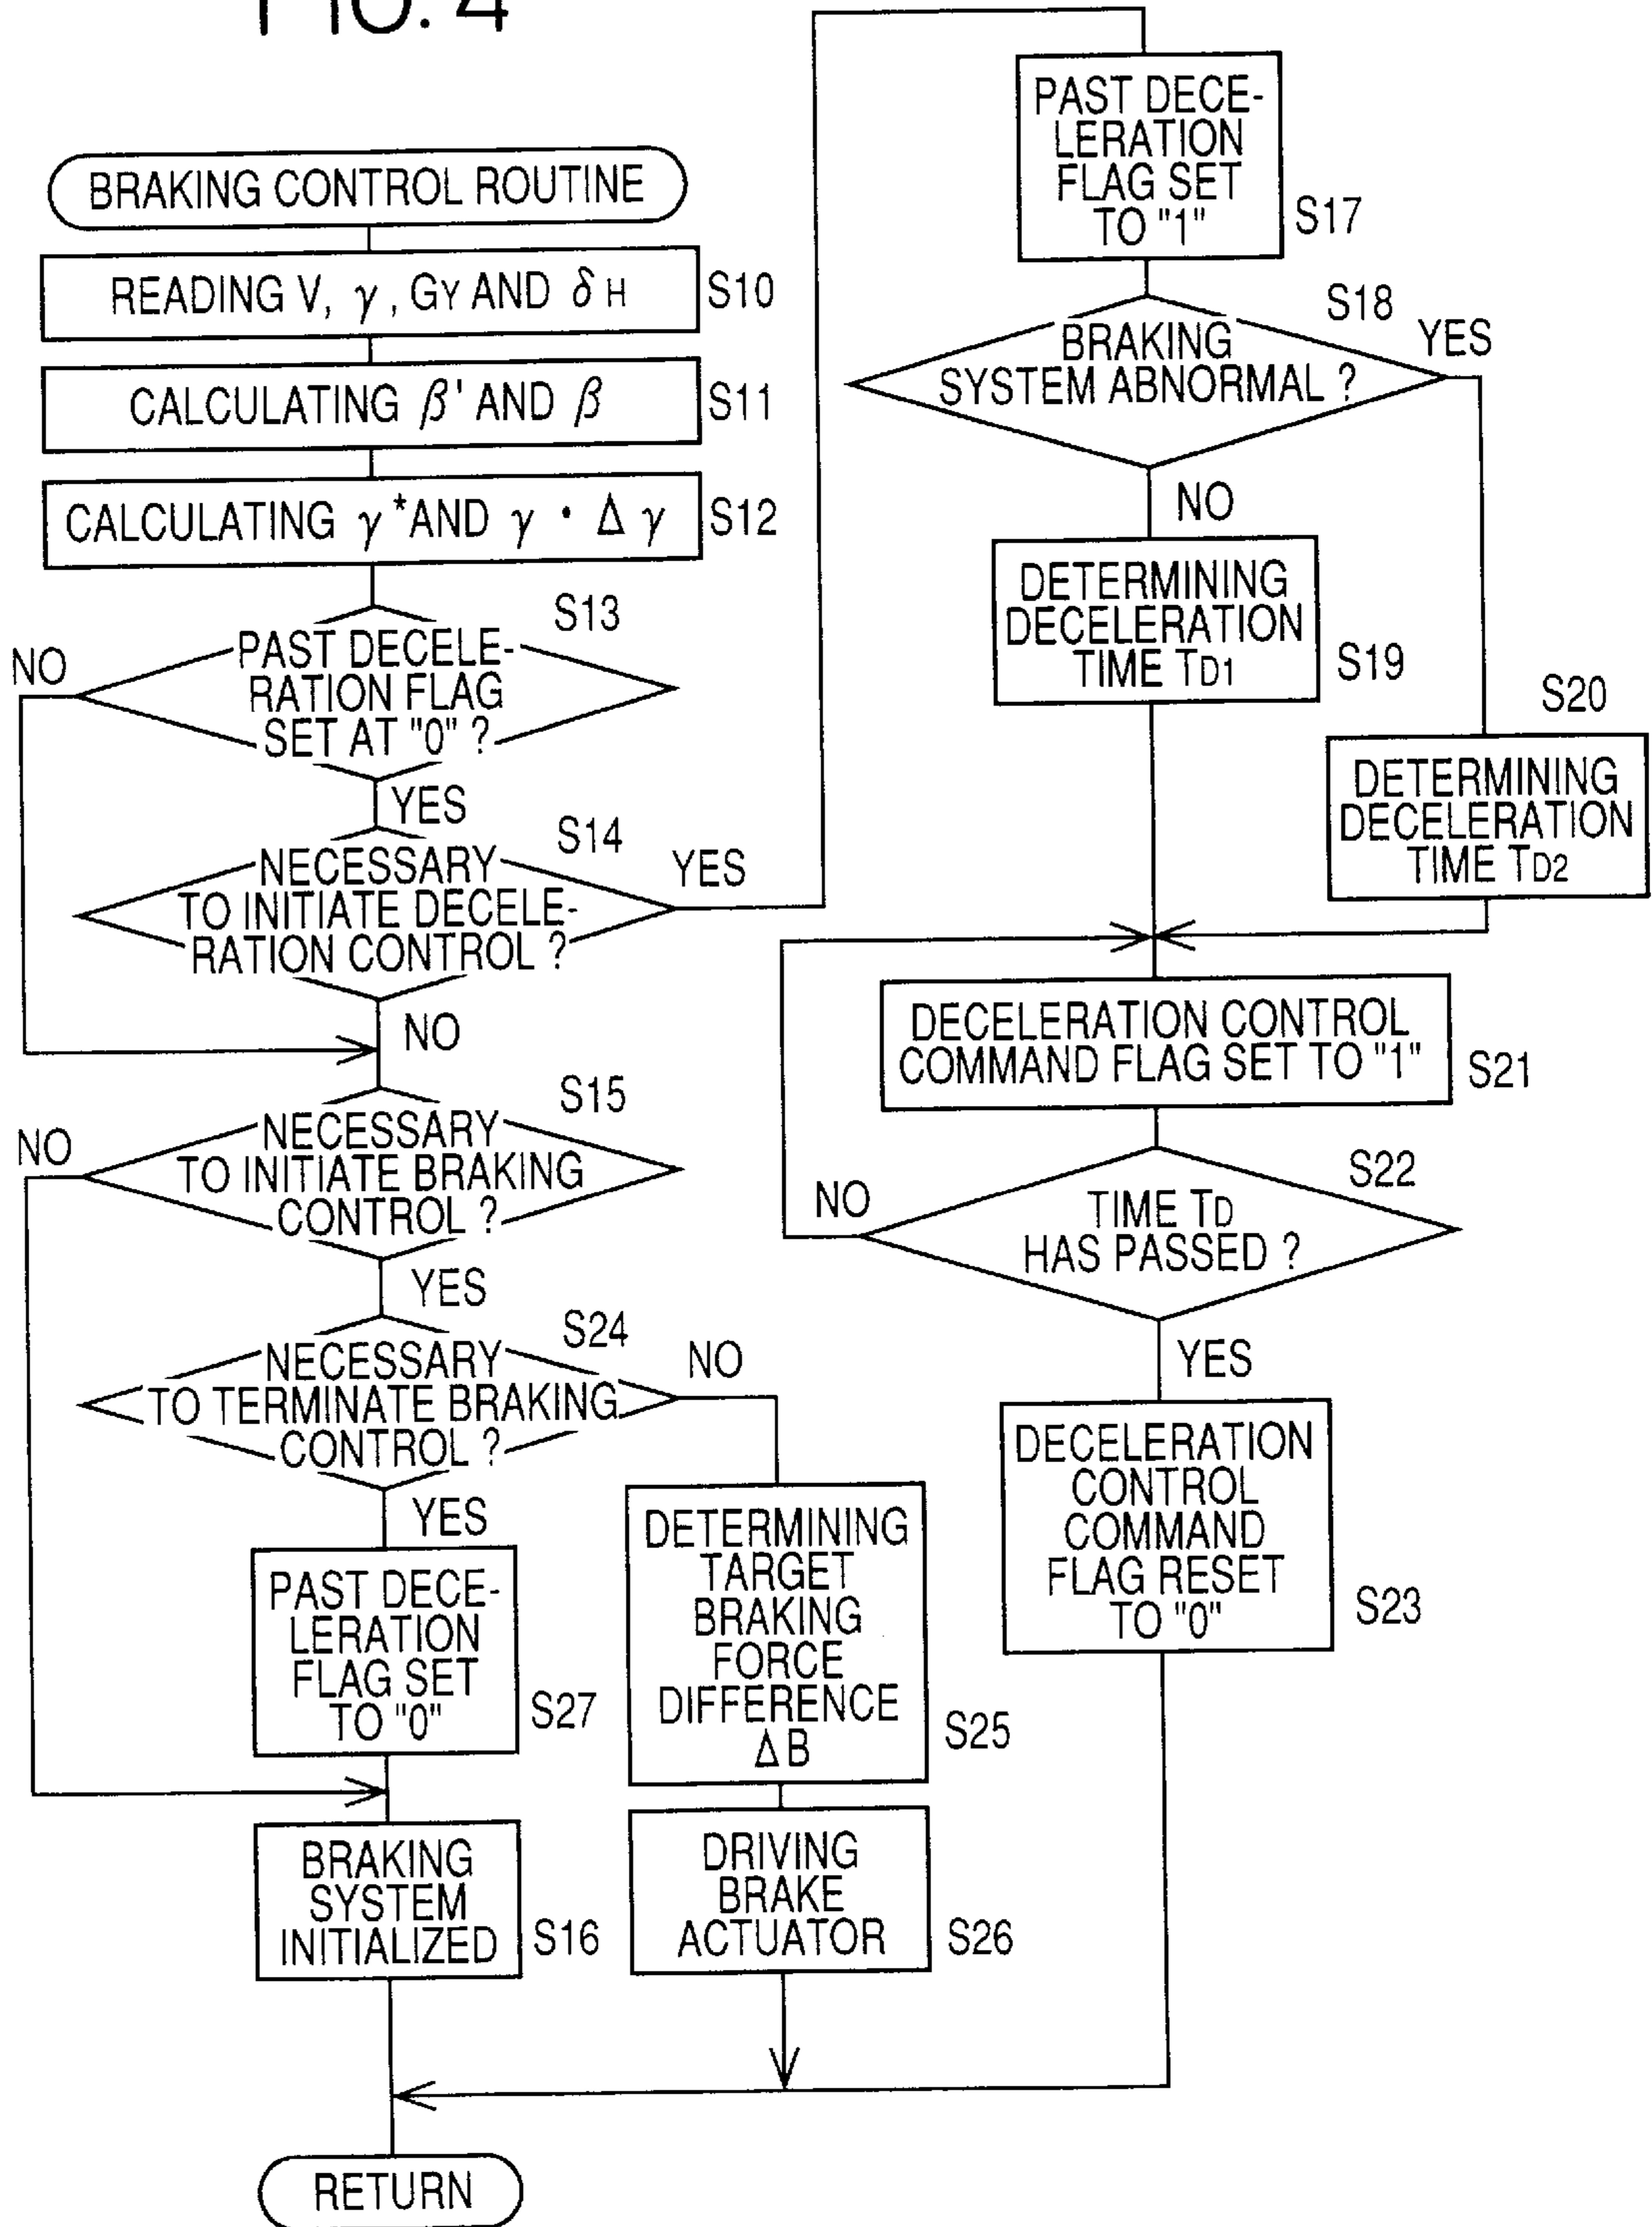 FIG. 4
BRAKING CONTROL ROUTINE
READING V, γ, GY AND δH
S10
CALCULATING β' AND β
S11
CALCULATING γ* AND γ・Δγ
S12
S13
PAST DECELE-
RATION FLAG
SET AT "0" ?
NO
YES
S14
NECESSARY
TO INITIATE DECELE-
RATION CONTROL ?
YES
NO
S15
NECESSARY
TO INITIATE BRAKING
CONTROL ?
NO
YES
S24
NECESSARY
TO TERMINATE BRAKING
CONTROL ?
NO
YES
PAST DECE-
LERATION
FLAG SET
TO "0"
S27
BRAKING
SYSTEM
INITIALIZED
S16
DETERMINING
TARGET
BRAKING
FORCE
DIFFERENCE
ΔB
S25
DRIVING
BRAKE
ACTUATOR
S26
RETURN
PAST DECE-
LERATION
FLAG SET
TO "1"
S17
S18
BRAKING
SYSTEM ABNORMAL ?
YES
NO
DETERMINING
DECELERATION
TIME TD1
S19
S20
DETERMINING
DECELERATION
TIME TD2
DECELERATION CONTROL
COMMAND FLAG SET TO "1"
S21
S22
TIME TD
HAS PASSED ?
NO
YES
DECELERATION
CONTROL
COMMAND
FLAG RESET
TO "0"
S23